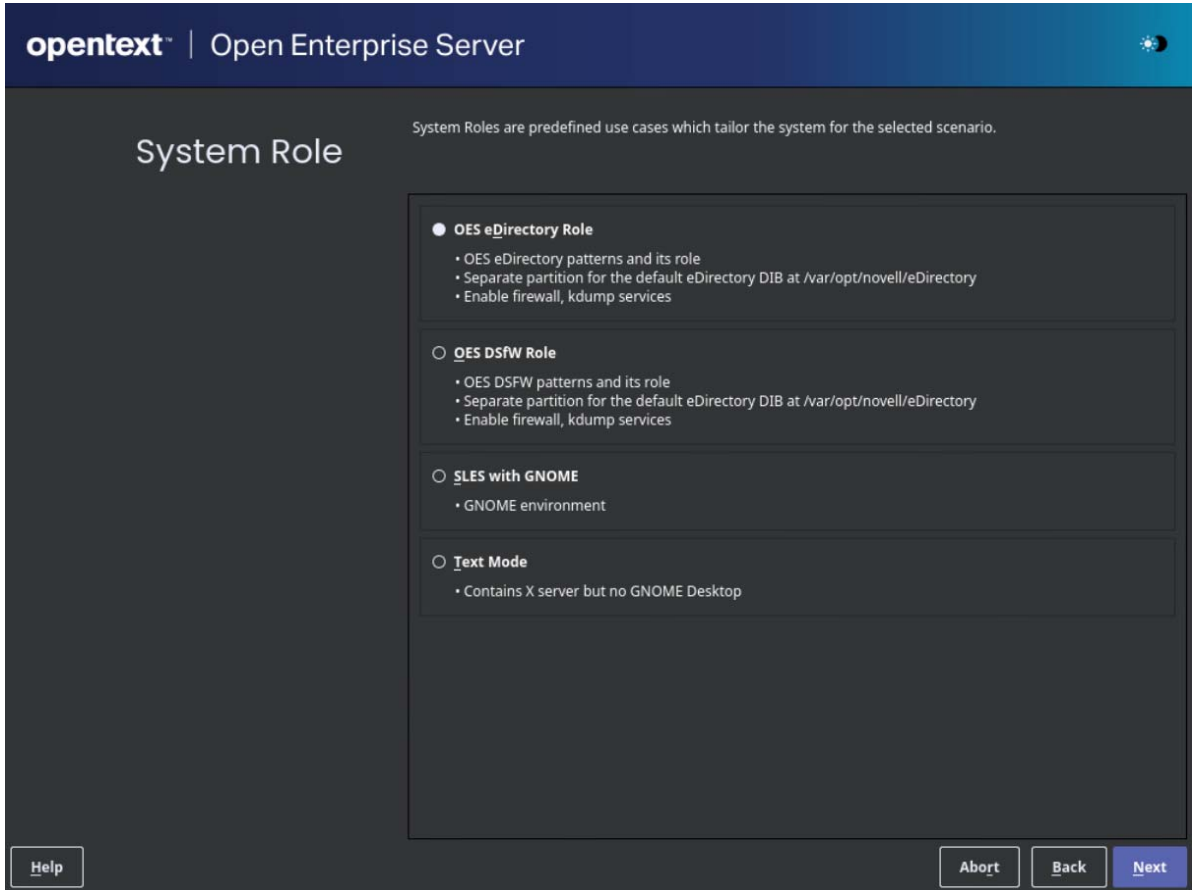 opentext™ | Open Enterprise Server
System Role
System Roles are predefined use cases which tailor the system for the selected scenario.
OES eDirectory Role
• OES eDirectory patterns and its role
• Separate partition for the default eDirectory DIB at /var/opt/novell/eDirectory
• Enable firewall, kdump services
OES DSfW Role
• OES DSFW patterns and its role
• Separate partition for the default eDirectory DIB at /var/opt/novell/eDirectory
• Enable firewall, kdump services
SLES with GNOME
• GNOME environment
Text Mode
• Contains X server but no GNOME Desktop
Help
Abort
Back
Next